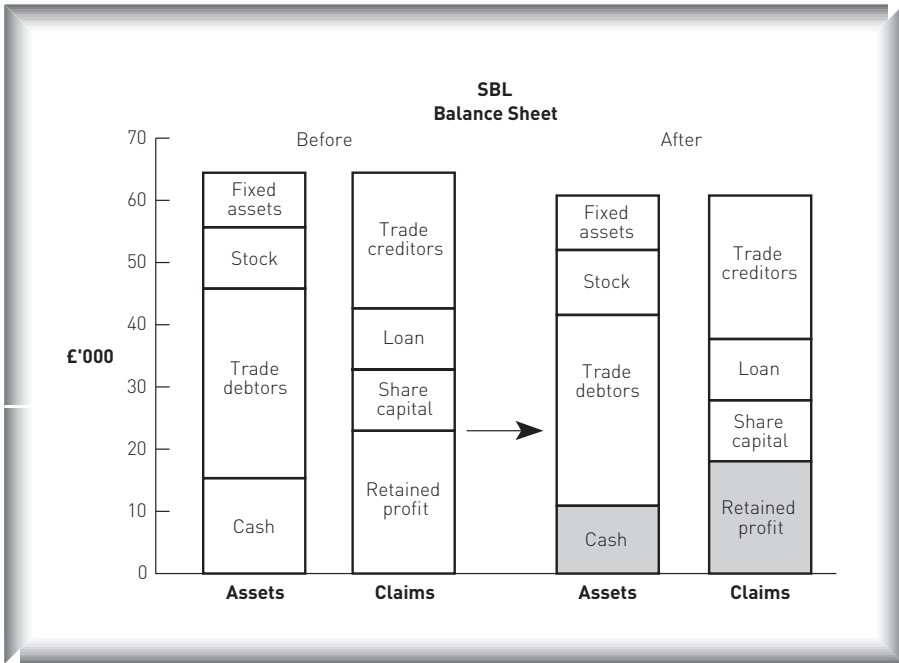 SBL
Balance Sheet
Before
After
70
60
50
40
30
20
10
0
£'000
Fixed
assets
Stock
Trade
debtors
Cash
Assets
Trade
creditors
Loan
Share
capital
Retained
profit
Claims
Fixed
assets
Stock
Trade
debtors
Cash
Assets
Trade
creditors
Loan
Share
capital
Retained
profit
Claims